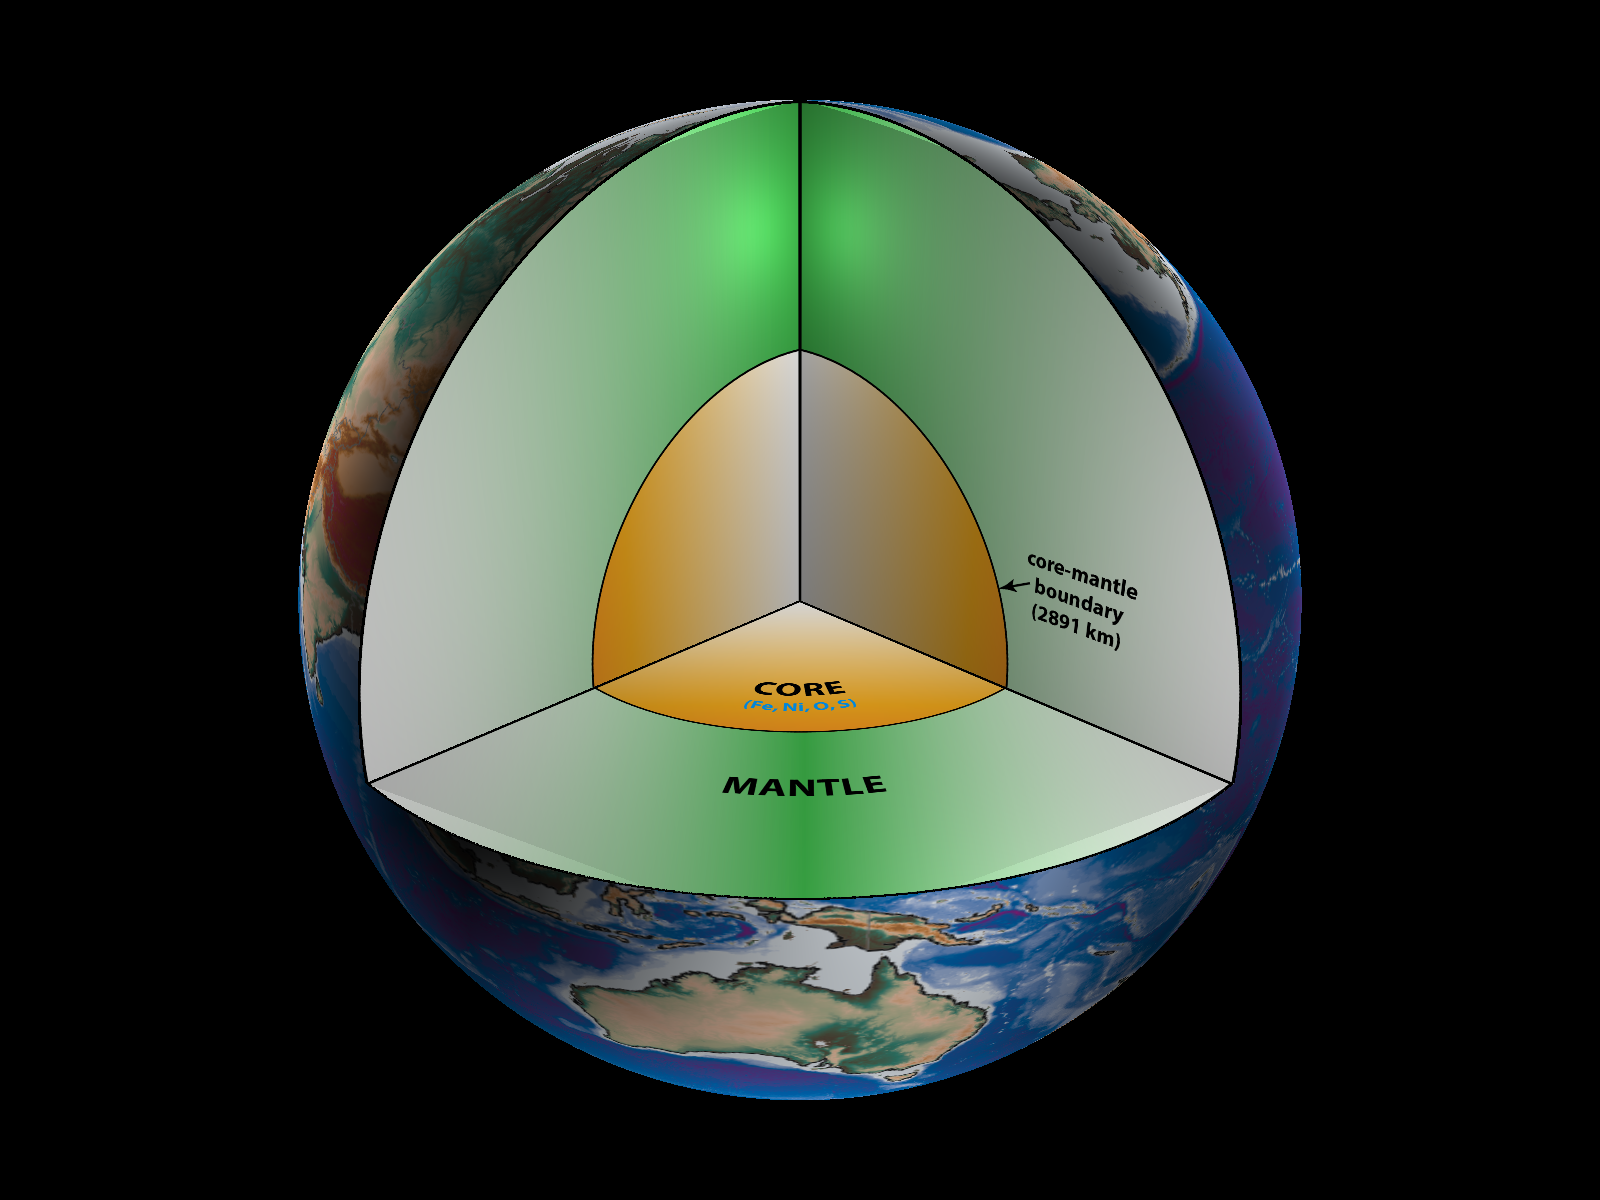 core-mantle
boundary
(2891 km)
CORE
(Fe, Ni, O, S)
MANTLE